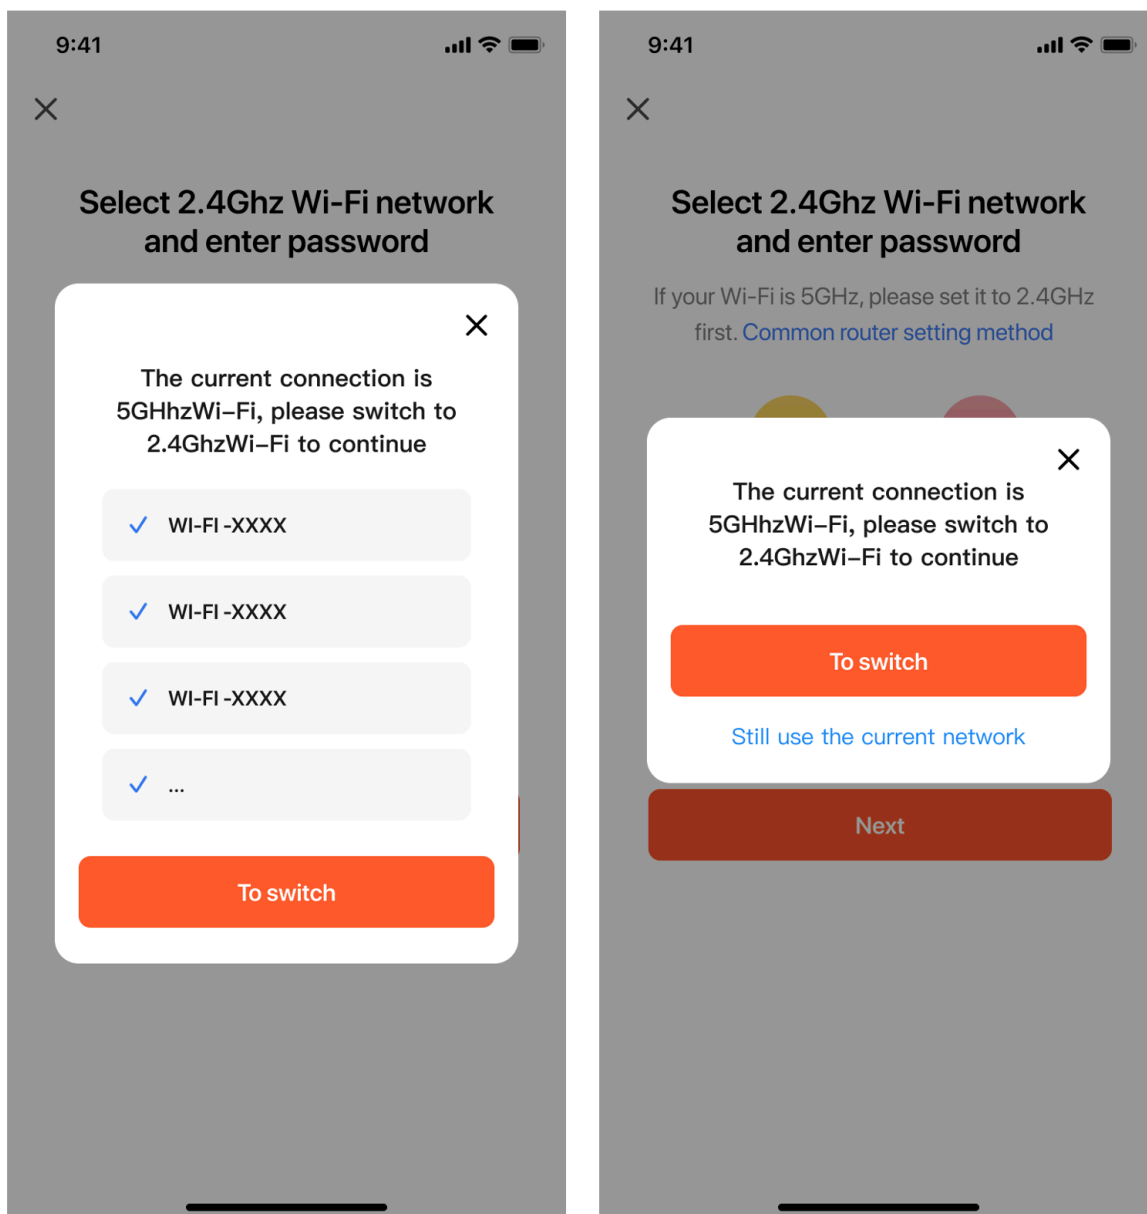 9:41
Select 2.4Ghz Wi-Fi network
and enter password
The current connection is
5GHhzWi–Fi, please switch to
2.4GhzWi–Fi to continue
WI-FI -XXXX
WI-FI -XXXX
WI-FI -XXXX
...
To switch
9:41
Select 2.4Ghz Wi-Fi network
and enter password
If your Wi-Fi is 5GHz, please set it to 2.4GHz
first. Common router setting method
The current connection is
5GHhzWi–Fi, please switch to
2.4GhzWi–Fi to continue
To switch
Still use the current network
Next